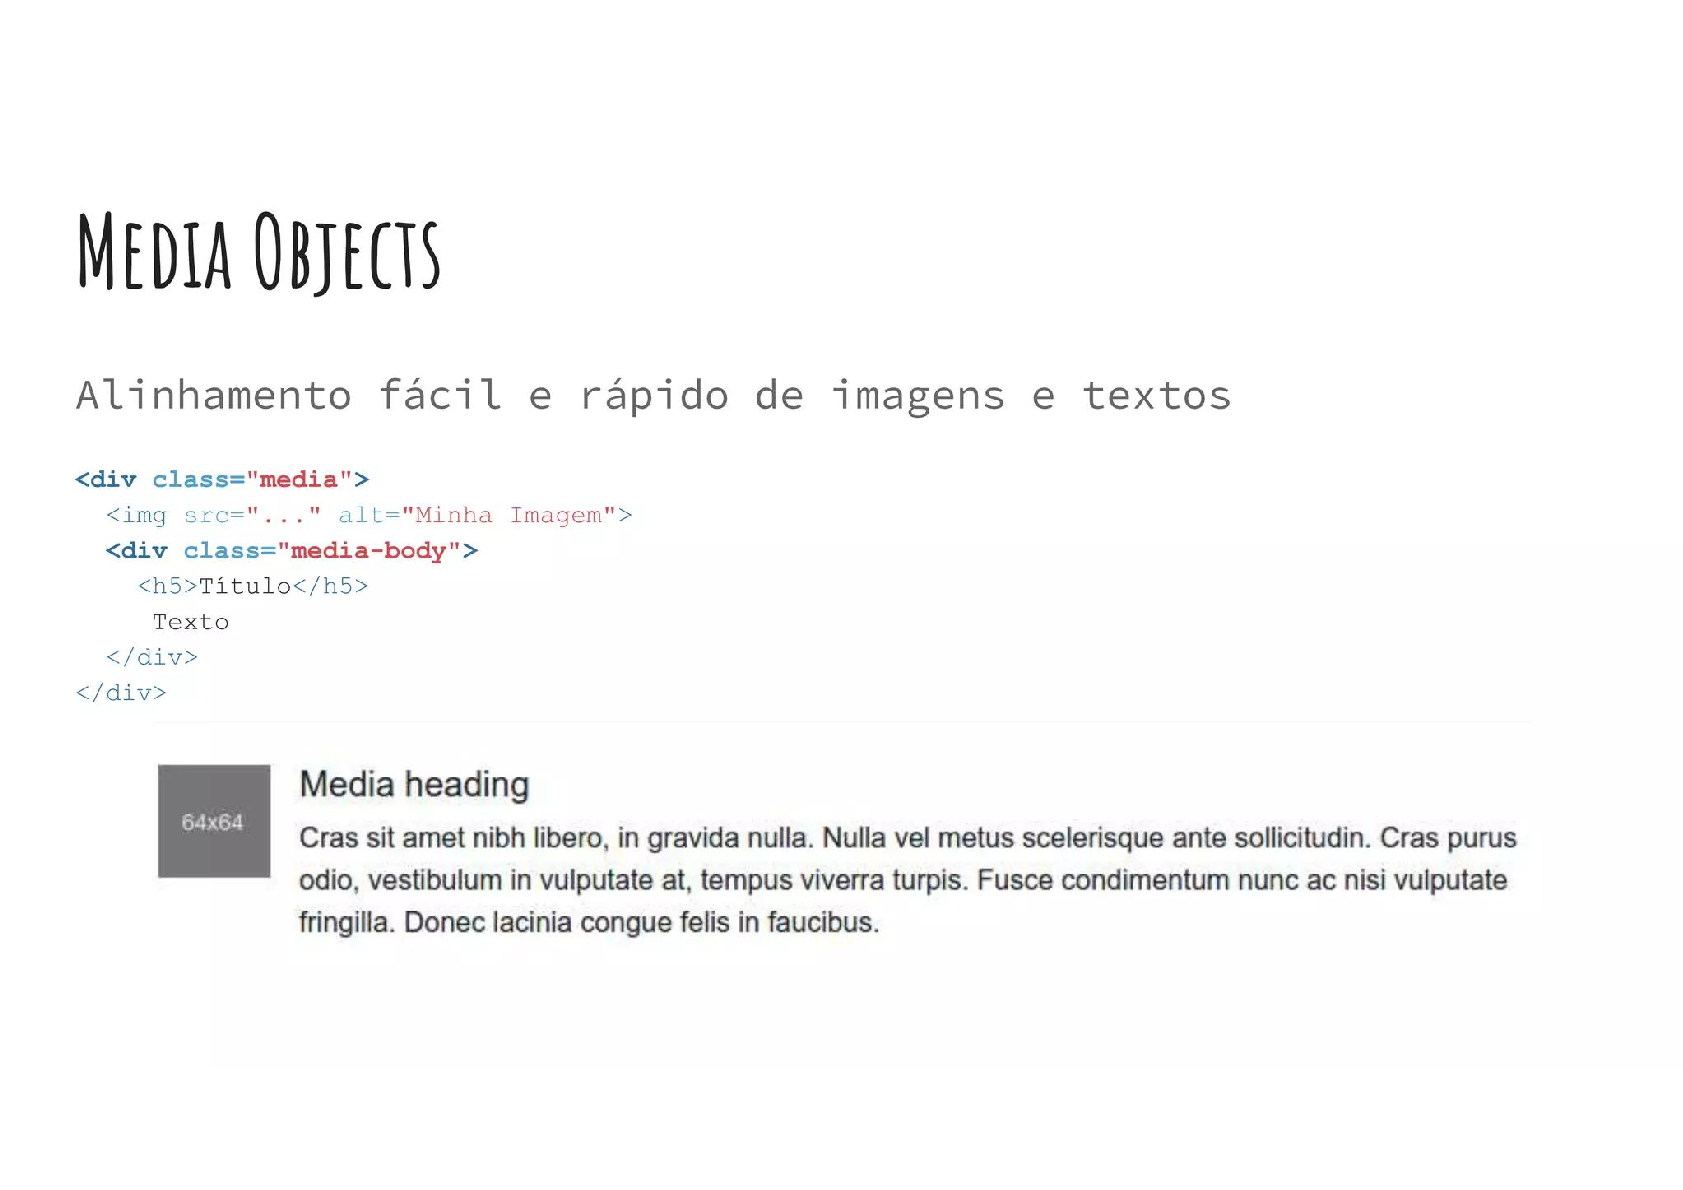 Media Objects
Alinhamento fácil e rápido de imagens e textos
<div class="media">
  <img src="..." alt="Minha Imagem">
  <div class="media-body">
    <h5>Título</h5>
     Texto
  </div>
</div>
64x64
Media heading
Cras sit amet nibh libero, in gravida nulla. Nulla vel metus scelerisque ante sollicitudin. Cras purus
odio, vestibulum in vulputate at, tempus viverra turpis. Fusce condimentum nunc ac nisi vulputate
fringilla. Donec lacinia congue felis in faucibus.